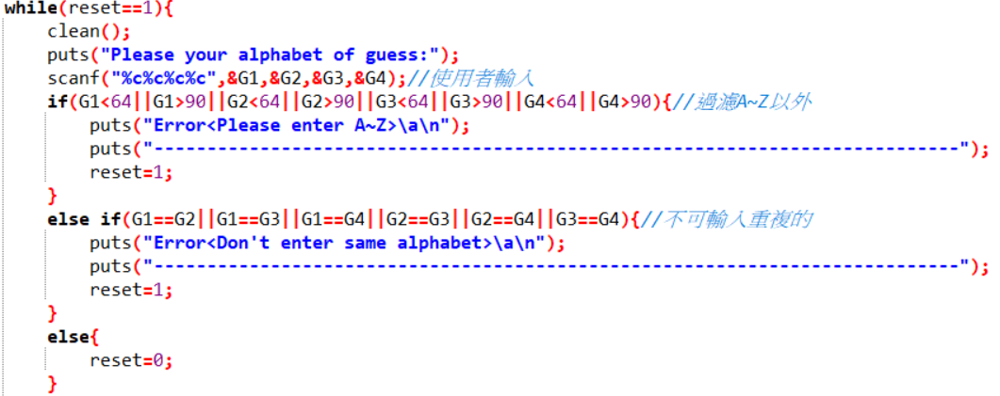 while(reset==1){
clean();
puts("Please your alphabet of guess:");
scanf("%c%c%c%c",&G1,&G2,&G3,&G4);//使用者輸入
if(G1<64||G1>90||G2<64||G2>90||G3<64||G3>90||G4<64||G4>90){//過濾A~Z以外
puts("Error<Please enter A~Z>\a\n");
puts("----------------------------------------------------------------------------");
reset=1;
}
else if(G1==G2||G1==G3||G1==G4||G2==G3||G2==G4||G3==G4){//不可輸入重複的
puts("Error<Don't enter same alphabet>\a\n");
puts("----------------------------------------------------------------------------");
reset=1;
}
else{
reset=0;
}